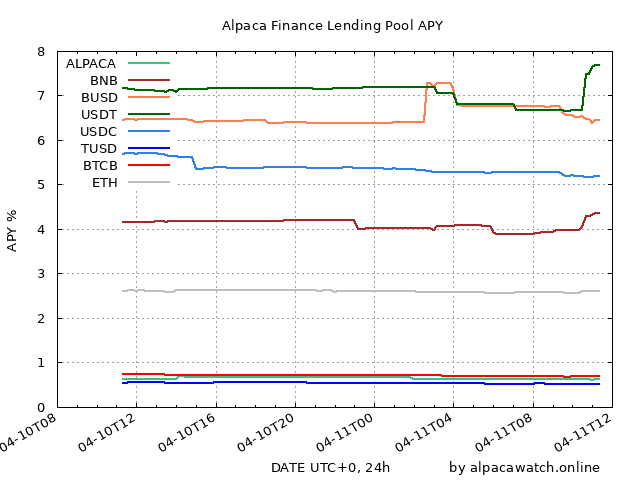 Alpaca Finance Lending Pool APY
8
7
6
5
4
3
2
1
0
APY %
ALPACA
BNB
BUSD
USDT
USDC
TUSD
BTCB
ETH
04-10T08
04-10T12
04-10T16
04-10T20
04-11T00
04-11T04
04-11T08
04-11T12
DATE UTC+0, 24h
by alpacawatch.online